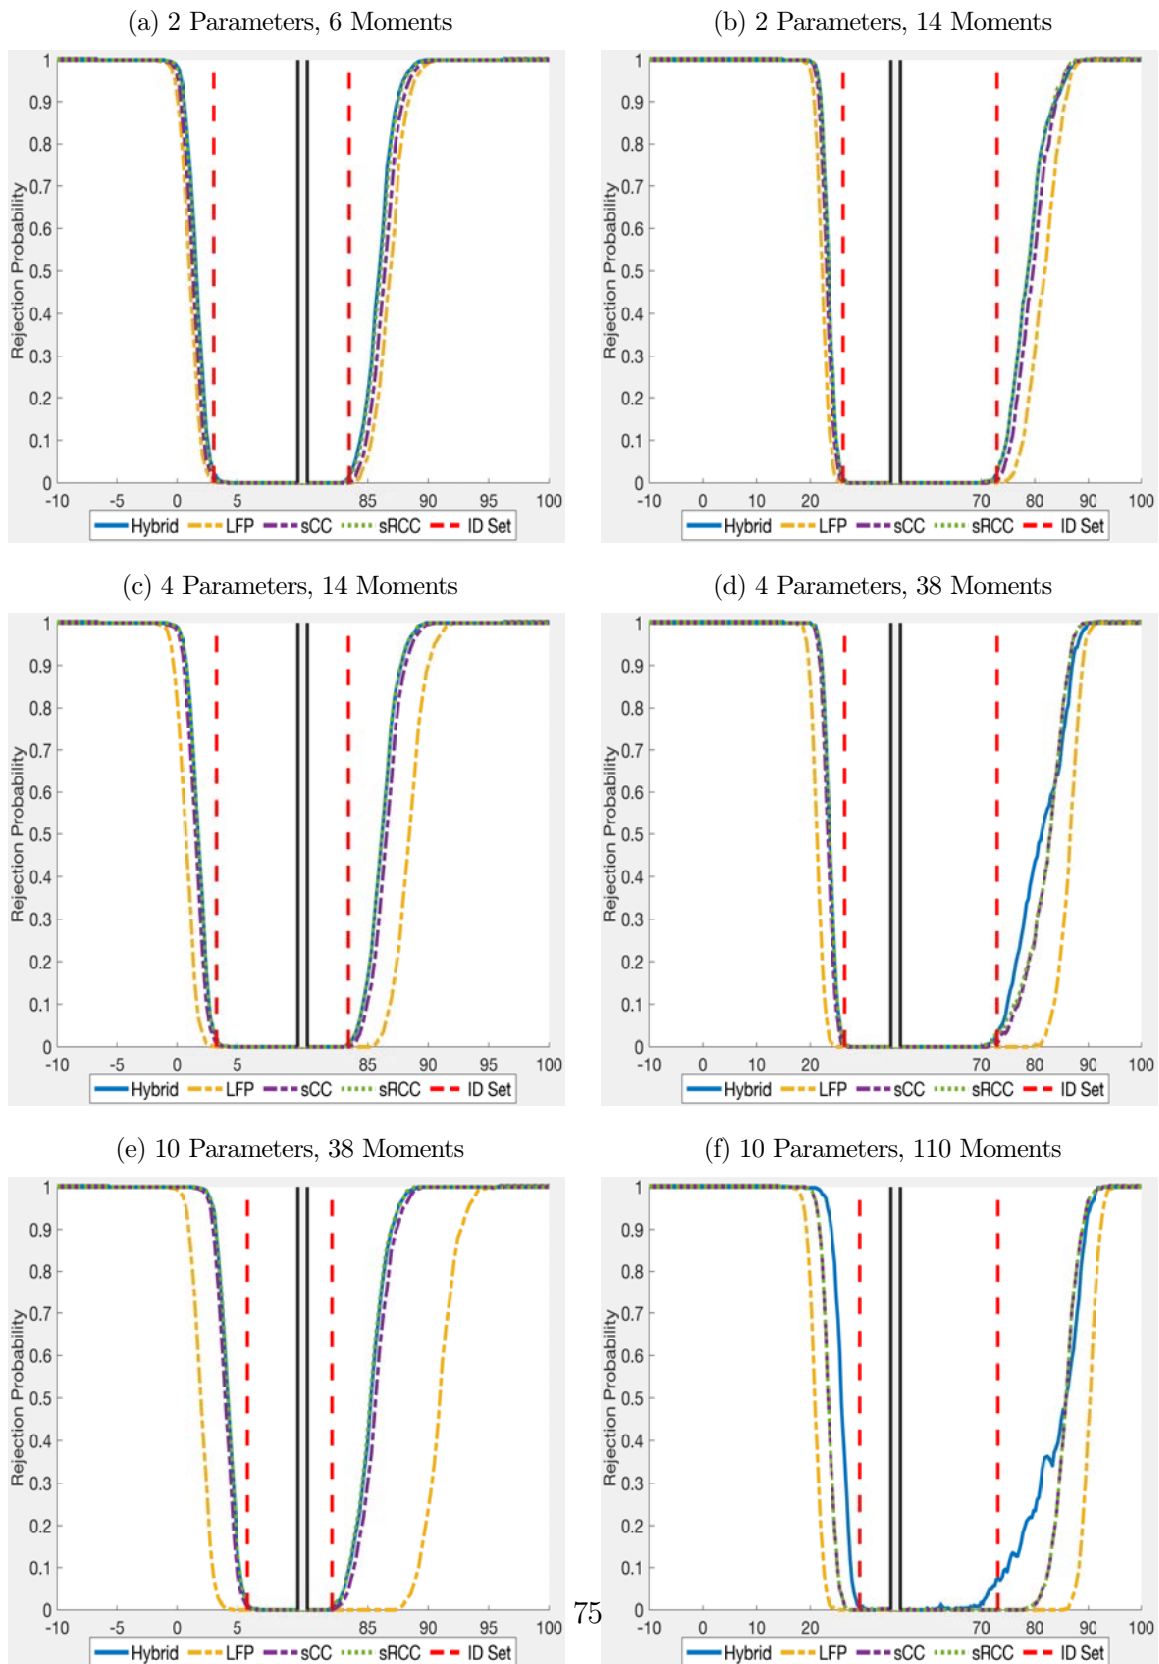 (a) 2 Parameters, 6 Moments
Rejection Probability
1
0.9
0.8
0.7
0.6
0.5
0.4
0.3
0.2
0.1
0
-10 -5 0 5 85 90 95 100
Hybrid LFP sCC sRCC ID Set
(b) 2 Parameters, 14 Moments
Rejection Probability
1
0.9
0.8
0.7
0.6
0.5
0.4
0.3
0.2
0.1
0
-10 0 10 20 70 80 90 100
Hybrid LFP sCC sRCC ID Set
(c) 4 Parameters, 14 Moments
Rejection Probability
1
0.9
0.8
0.7
0.6
0.5
0.4
0.3
0.2
0.1
0
-10 -5 0 5 85 90 95 100
Hybrid LFP sCC sRCC ID Set
(d) 4 Parameters, 38 Moments
Rejection Probability
1
0.9
0.8
0.7
0.6
0.5
0.4
0.3
0.2
0.1
0
-10 0 10 20 70 80 90 100
Hybrid LFP sCC sRCC ID Set
(e) 10 Parameters, 38 Moments
Rejection Probability
1
0.9
0.8
0.7
0.6
0.5
0.4
0.3
0.2
0.1
0
-10 -5 0 5 85 90 95 100
Hybrid LFP sCC sRCC ID Set
(f) 10 Parameters, 110 Moments
Rejection Probability
1
0.9
0.8
0.7
0.6
0.5
0.4
0.3
0.2
0.1
0
-10 0 10 20 70 80 90 100
Hybrid LFP sCC sRCC ID Set
75